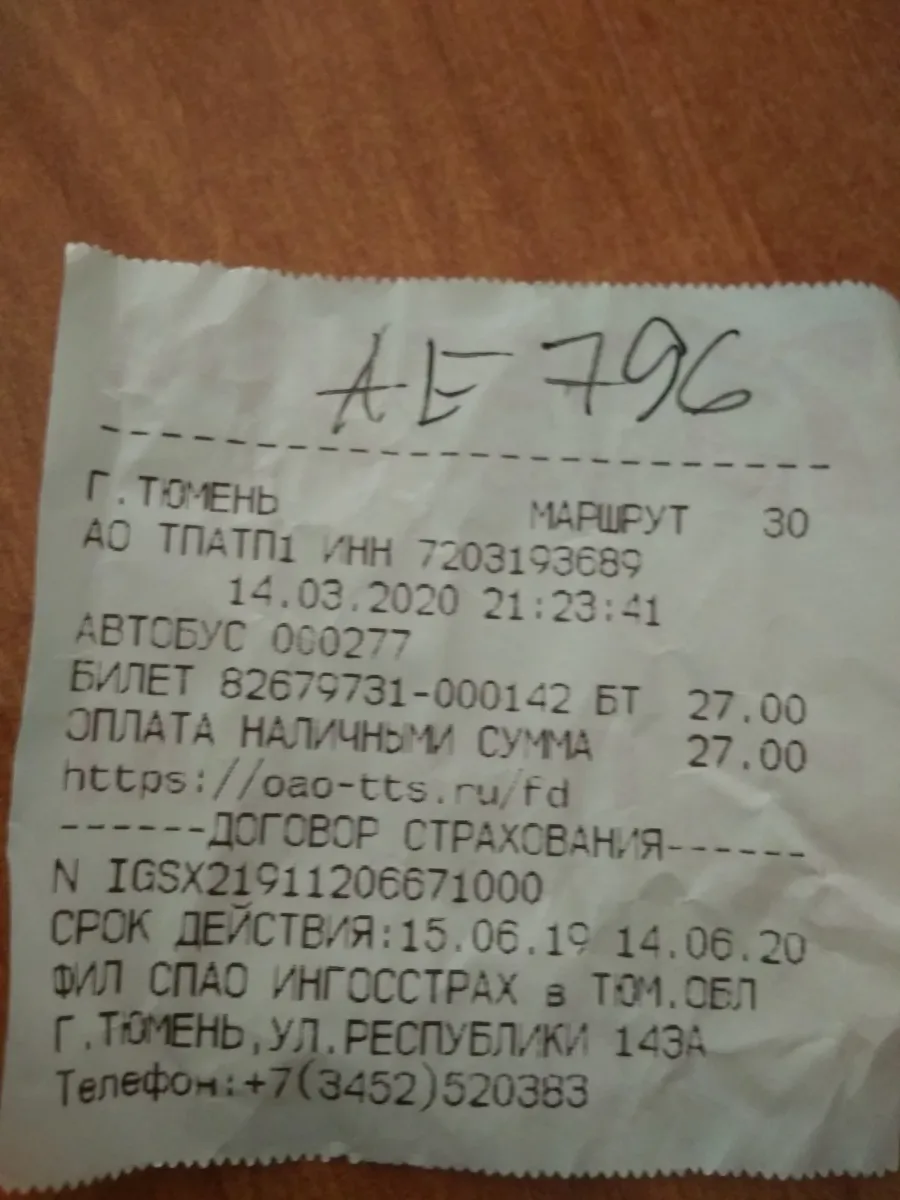 АЕ 796
--------------------------
Г.ТЮМЕНЬ МАРШРУТ 30
АО ТПАТП1 ИНН 7203193689
14.03.2020 21:23:41
АВТОБУС 000277
БИЛЕТ 82679731-000142 БТ 27.00
ОПЛАТА НАЛИЧНЫМИ СУММА 27.00
https://oao-tts.ru/fd
------ДОГОВОР СТРАХОВАНИЯ------
N IGSX21911206671000
СРОК ДЕЙСТВИЯ:15.06.19 14.06.20
ФИЛ СПАО ИНГОССТРАХ в ТЮМ.ОБЛ
Г.ТЮМЕНЬ,УЛ.РЕСПУБЛИКИ 143А
Телефон:+7(3452)520383